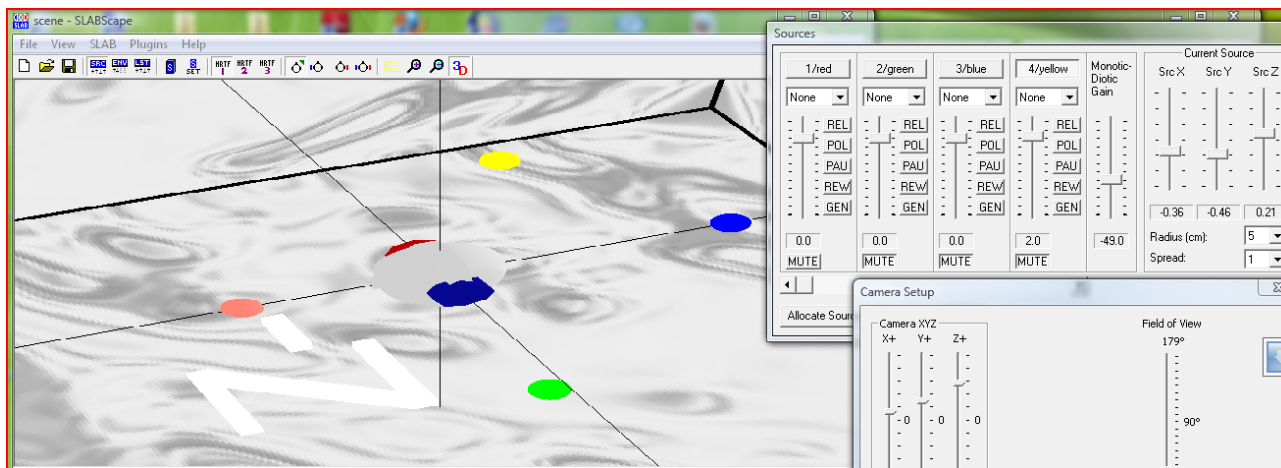 scene - SLABScape
File View SLAB Plugins Help
SRC ENV LST S S SET HRTF 1 HRTF 2 HRTF 3 3D
Sources
1/red 2/green 3/blue 4/yellow Monotic-Diotic Gain
None None None None
REL REL REL REL
POL POL POL POL
PAU PAU PAU PAU
REW REW REW REW
GEN GEN GEN GEN
0.0 0.0 0.0 2.0 -49.0
MUTE MUTE MUTE MUTE
Current Source
Src X Src Y Src Z
-0.36 -0.46 0.21
Radius (cm): 5
Spread: 1
Allocate Sour
Camera Setup
Camera XYZ
X+ Y+ Z+
0 0 0
Field of View
179°
90°
N